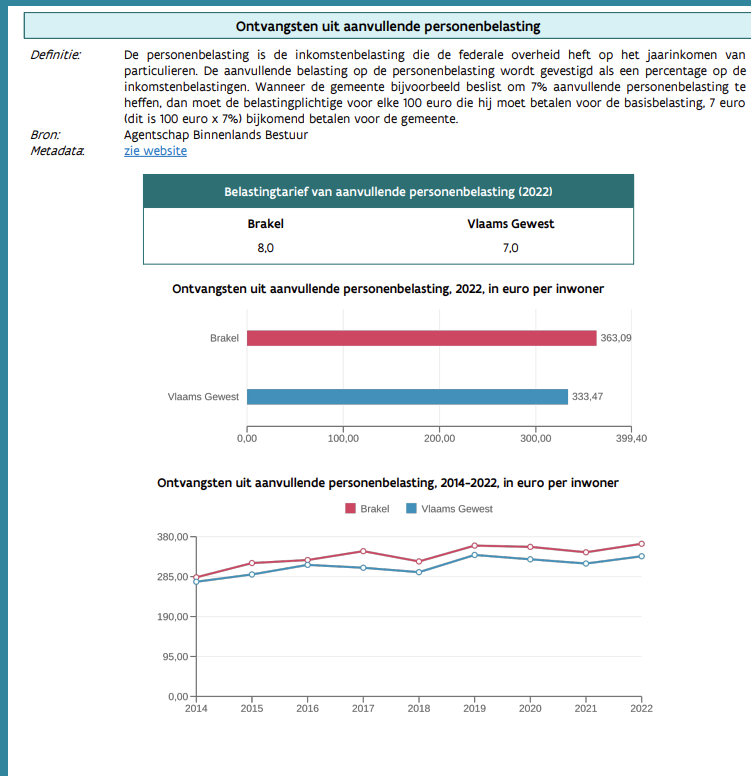 Ontvangsten uit aanvullende personenbelasting
Definitie: De personenbelasting is de inkomstenbelasting die de federale overheid heft op het jaarinkomen van
particulieren. De aanvullende belasting op de personenbelasting wordt gevestigd als een percentage op de
inkomstenbelastingen. Wanneer de gemeente bijvoorbeeld beslist om 7% aanvullende personenbelasting te
heffen, dan moet de belastingplichtige voor elke 100 euro die hij moet betalen voor de basisbelasting, 7 euro
(dit is 100 euro x 7%) bijkomend betalen voor de gemeente.
Bron: Agentschap Binnenlands Bestuur
Metadata: zie website
Belastingtarief van aanvullende personenbelasting (2022)
Brakel Vlaams Gewest
8,0 7,0
Ontvangsten uit aanvullende personenbelasting, 2022, in euro per inwoner
Brakel 363,09
Vlaams Gewest 333,47
0,00 100,00 200,00 300,00 399,40
Ontvangsten uit aanvullende personenbelasting, 2014-2022, in euro per inwoner
Brakel Vlaams Gewest
380,00
285,00
190,00
95,00
0,00
2014 2015 2016 2017 2018 2019 2020 2021 2022